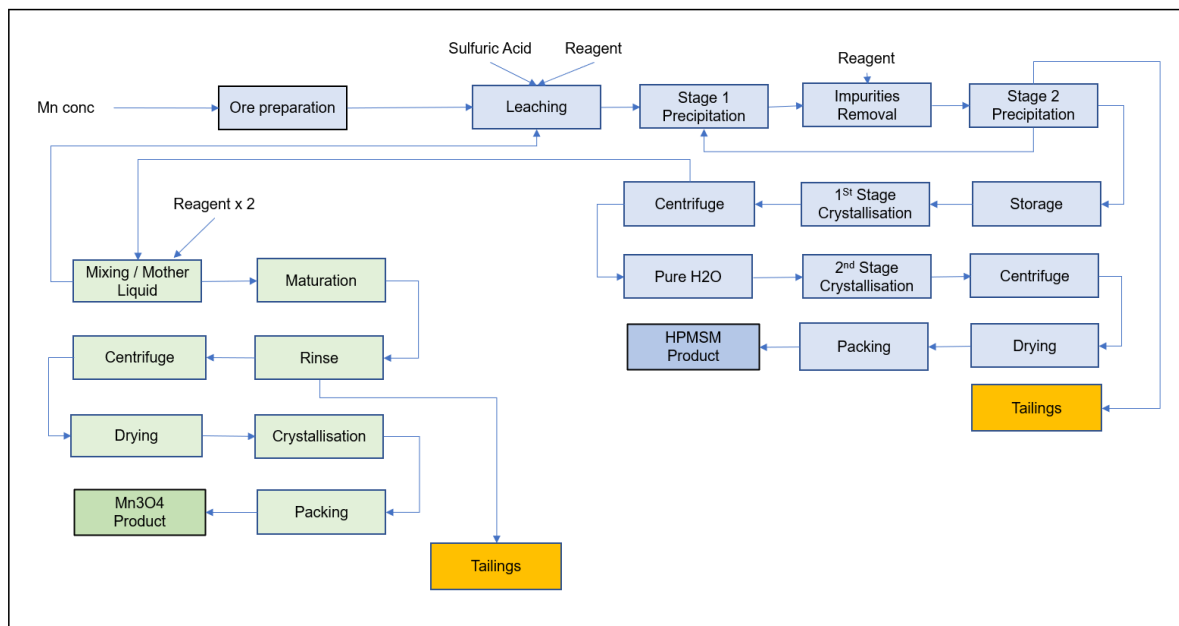 Sulfuric Acid
Reagent
Reagent
Mn conc
Ore preparation
Leaching
Stage 1
Precipitation
Impurities
Removal
Stage 2
Precipitation
Centrifuge
1St Stage
Crystallisation
Storage
Reagent x 2
Mixing / Mother
Liquid
Maturation
Pure H2O
2nd Stage
Crystallisation
Centrifuge
Centrifuge
Rinse
HPMSM
Product
Packing
Drying
Tailings
Drying
Crystallisation
Mn3O4
Product
Packing
Tailings